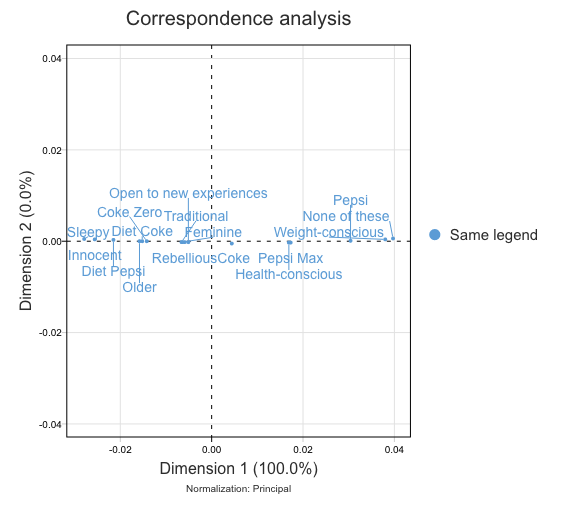 Correspondence analysis
0.04
0.02
Open to new experiences
Pepsi
Coke Zero
Traditional
None of these
Sleepy
Diet Coke
Feminine
Weight-conscious
0.00
Innocent
Rebellious
Coke
Pepsi Max
Diet Pepsi
Health-conscious
Older
-0.02
-0.04
Dimension 2 (0.0%)
-0.02
0.00
0.02
0.04
Dimension 1 (100.0%)
Normalization: Principal
Same legend